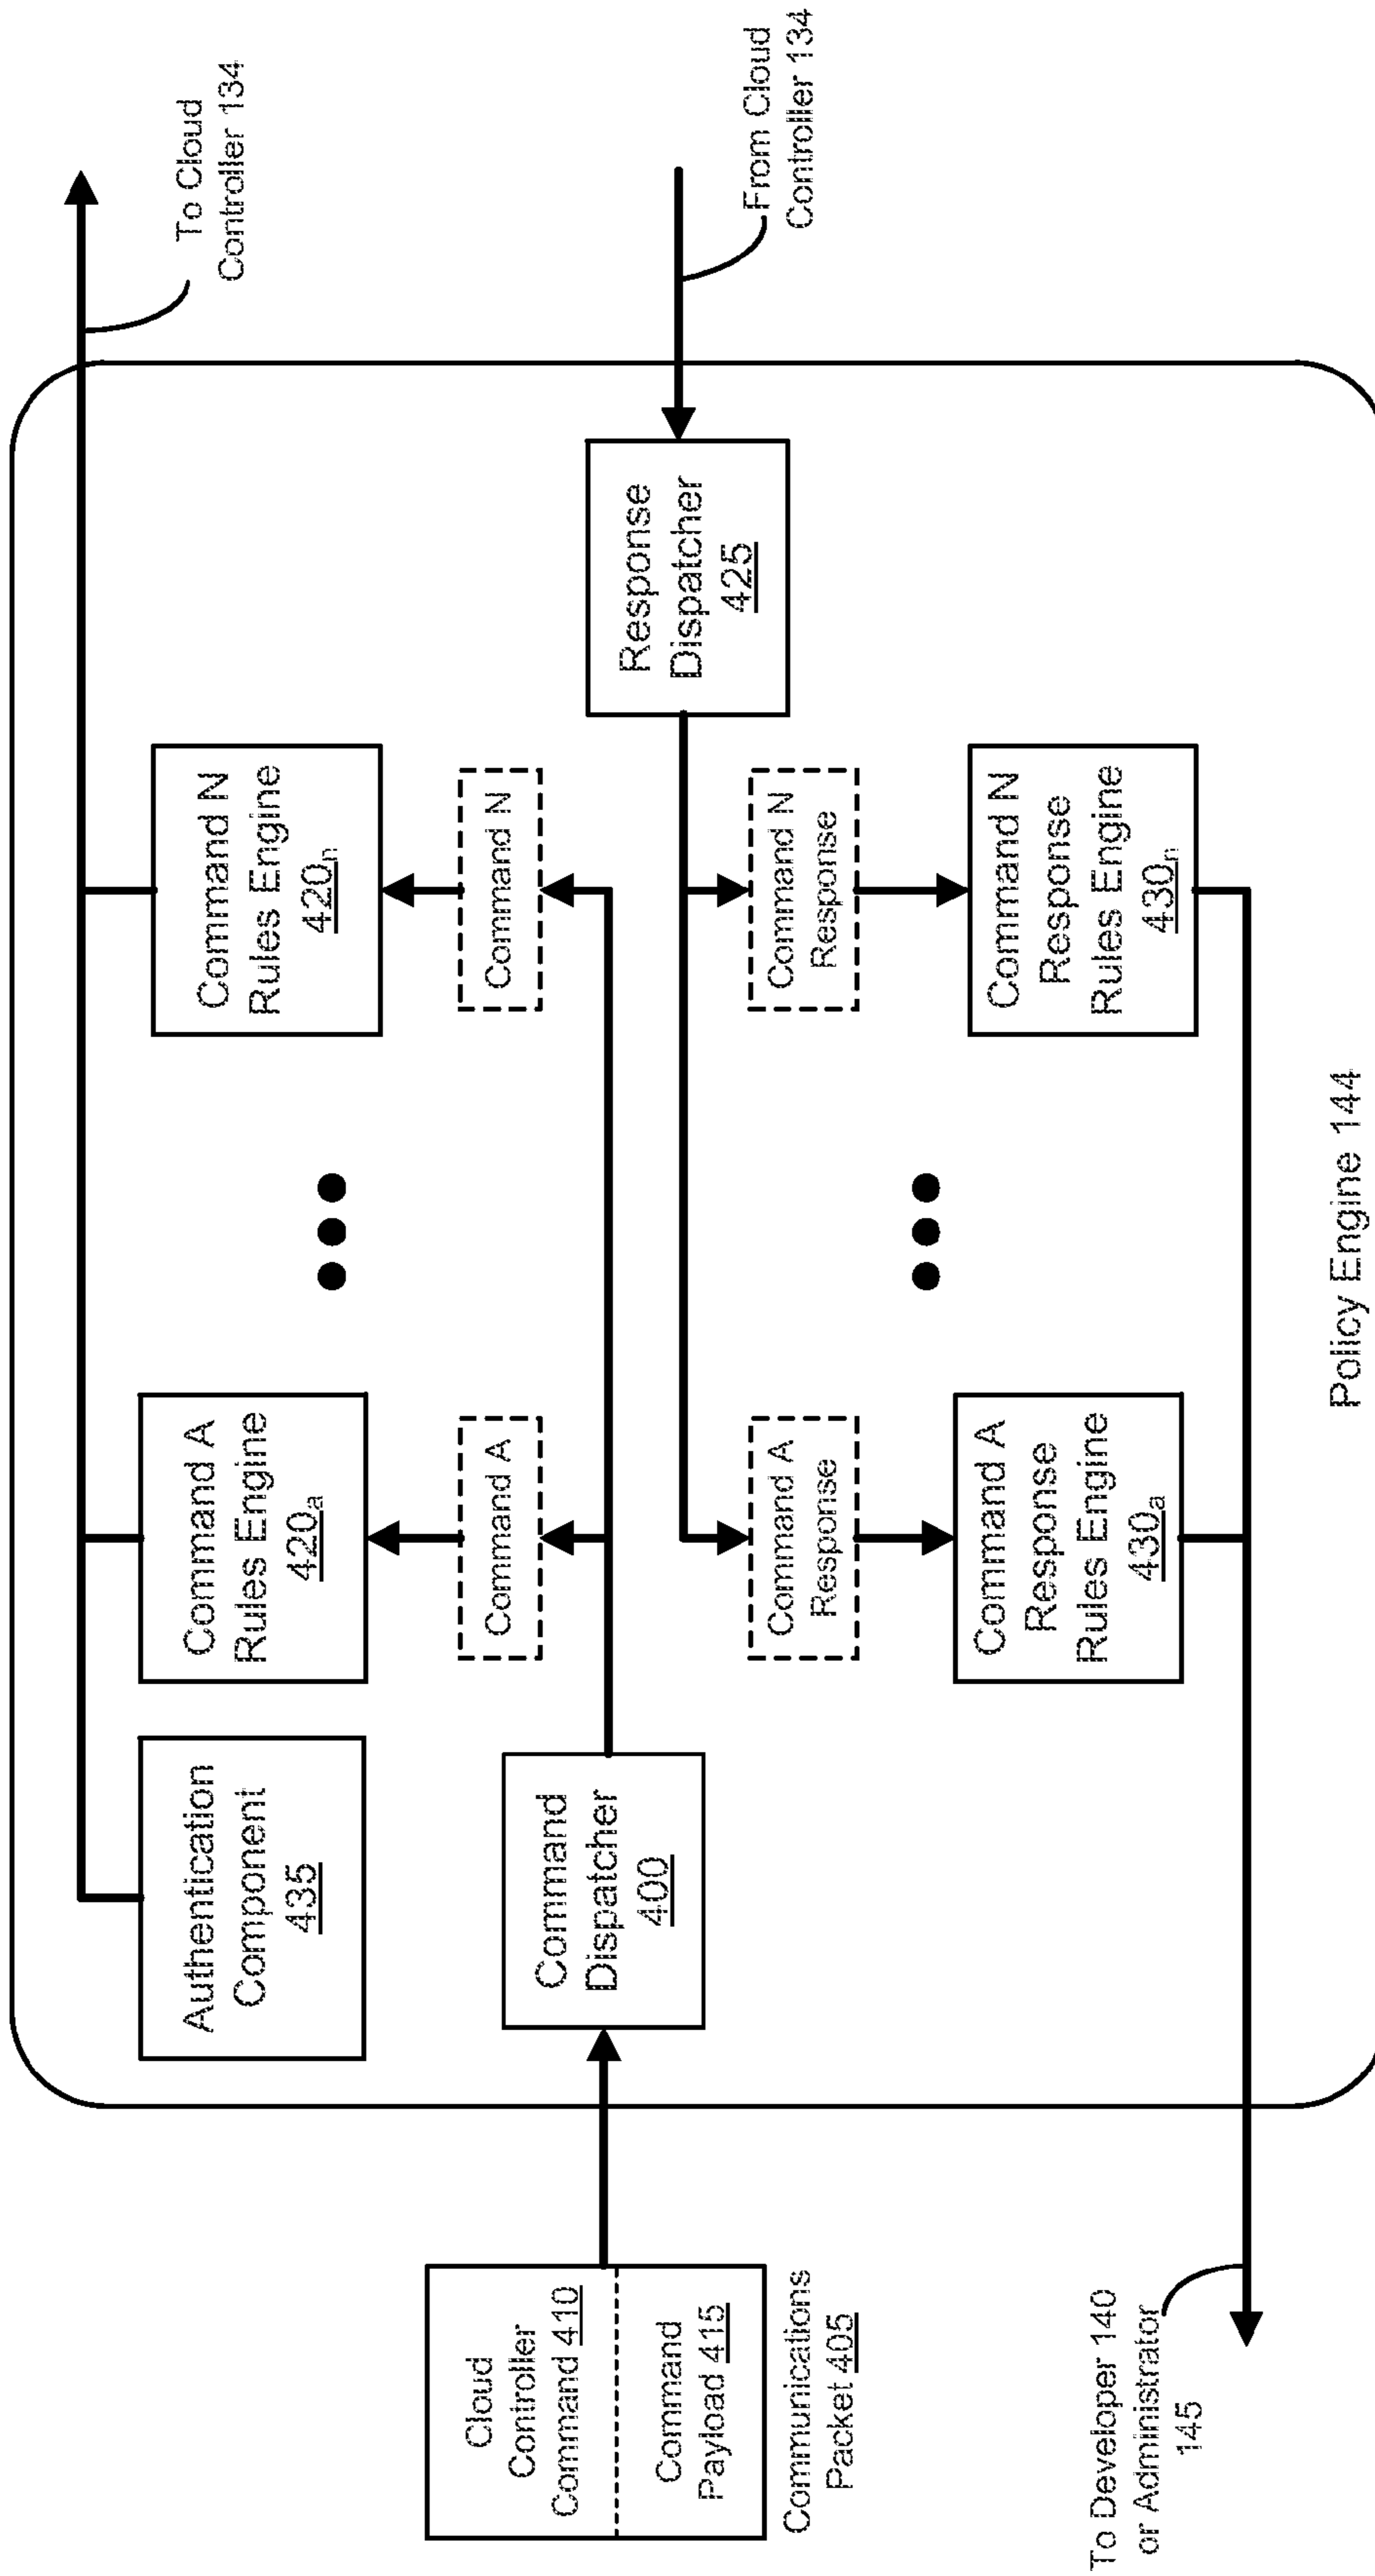 To Cloud
Controller 134
From Cloud
Controller 134
Authentication
Component
435
Command A
Rules Engine
420a
Command N
Rules Engine
420n
Command A
Command N
Cloud
Controller
Command 410
Command
Payload 415
Communications
Packet 405
Command
Dispatcher
400
Response
Dispatcher
425
Command A
Response
Command N
Response
Command A
Response
Rules Engine
430a
Command N
Response
Rules Engine
430n
To Developer 140
or Administrator
145
Policy Engine 144